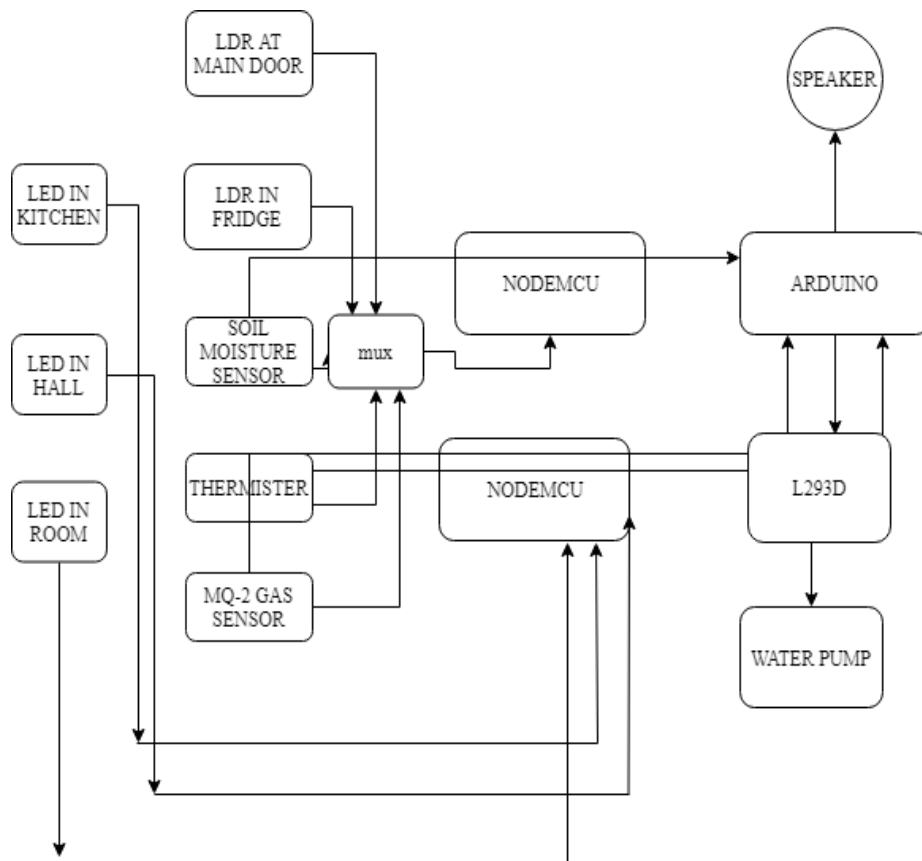 LDR AT
MAIN DOOR
SPEAKER
LED IN
KITCHEN
LDR IN
FRIDGE
NODEMCU
ARDUINO
SOIL
MOISTURE
SENSOR
mux
LED IN
HALL
THERMISTER
NODEMCU
L293D
LED IN
ROOM
MQ-2 GAS
SENSOR
WATER PUMP